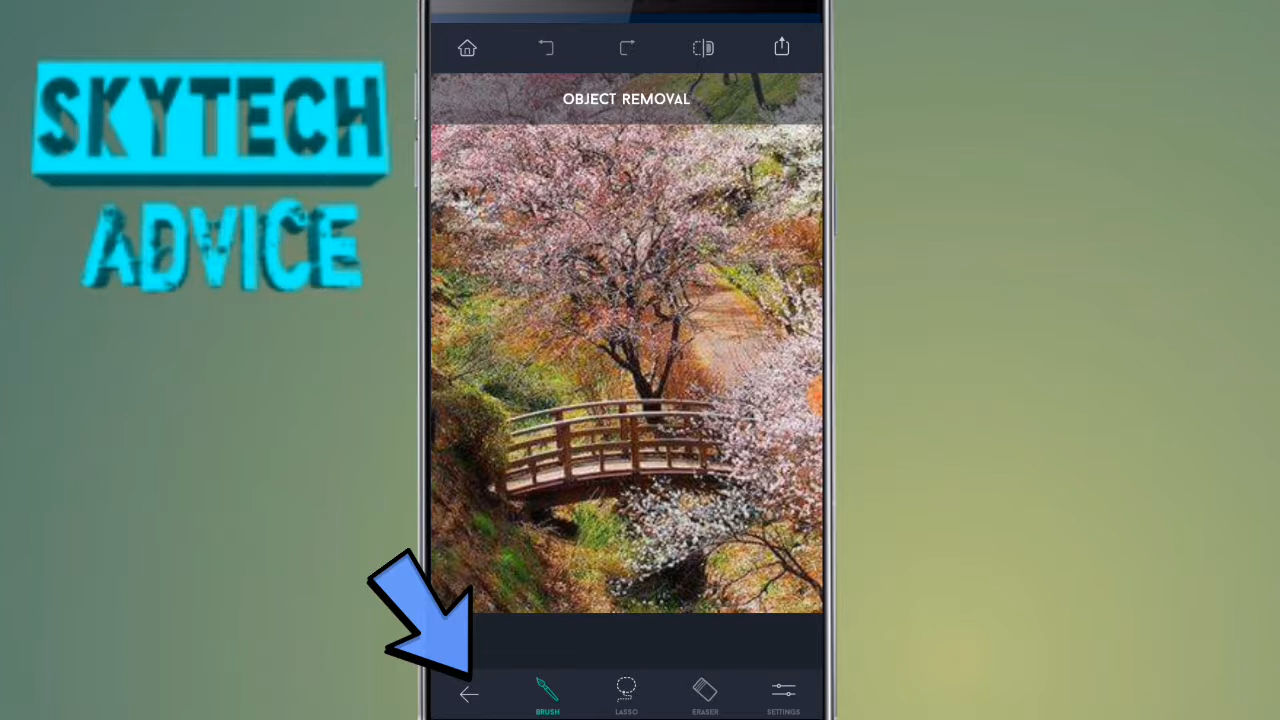 SKYTECH
ADVICE
OBJECT REMOVAL
BRUSH
LASSO
ERASER
SETTINGS